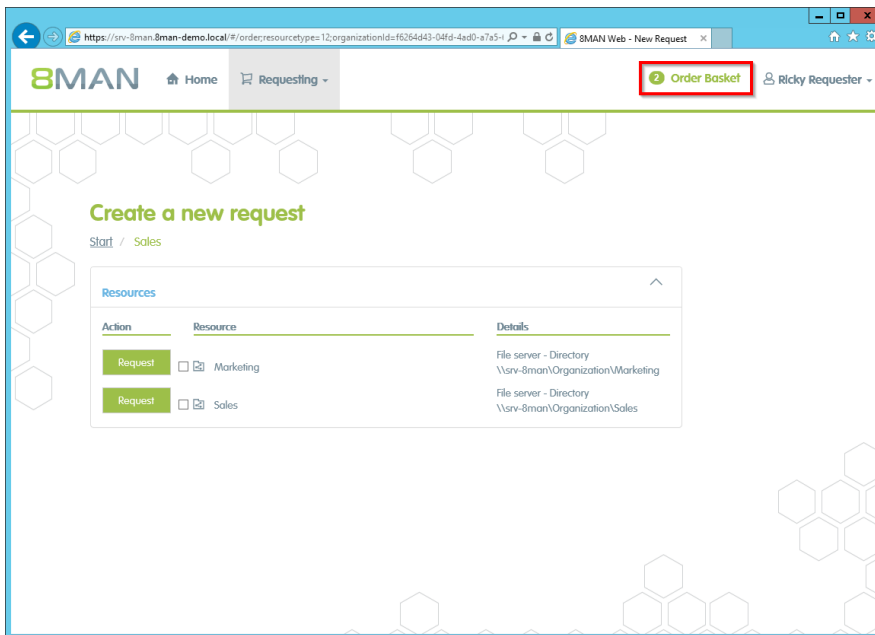 https://srv-8man.8man-demo.local/#/order;resourcetype=12;organizationId=f6264d43-04fd-4ad0-a7a5-
8MAN Web - New Request
8MAN
Home
Requesting
2 Order Basket
Ricky Requester
Create a new request
Start / Sales
Resources
Action Resource Details
Request Marketing File server - Directory
\\srv-8man\Organization\Marketing
Request Sales File server - Directory
\\srv-8man\Organization\Sales